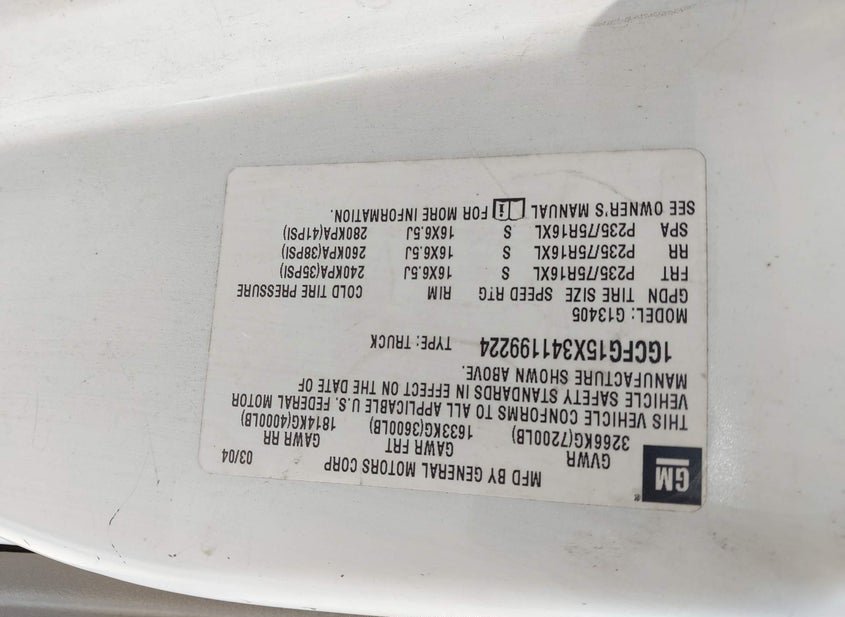 GM ®
MFD BY GENERAL MOTORS CORP 03/04
GVWR GAWR FRT GAWR RR
3266KG(7200LB) 1633KG(3600LB) 1814KG(4000LB)
THIS VEHICLE CONFORMS TO ALL APPLICABLE U.S. FEDERAL MOTOR
VEHICLE SAFETY STANDARDS IN EFFECT ON THE DATE OF
MANUFACTURE SHOWN ABOVE.
1GCFG15X341199224 TYPE: TRUCK
MODEL: G13405
GPDN TIRE SIZE SPEED RTG RIM COLD TIRE PRESSURE
FRT P235/75R16XL S 16X6.5J 240KPA(35PSI)
RR P235/75R16XL S 16X6.5J 260KPA(38PSI)
SPA P235/75R16XL S 16X6.5J 280KPA(41PSI)
SEE OWNER'S MANUAL FOR MORE INFORMATION.